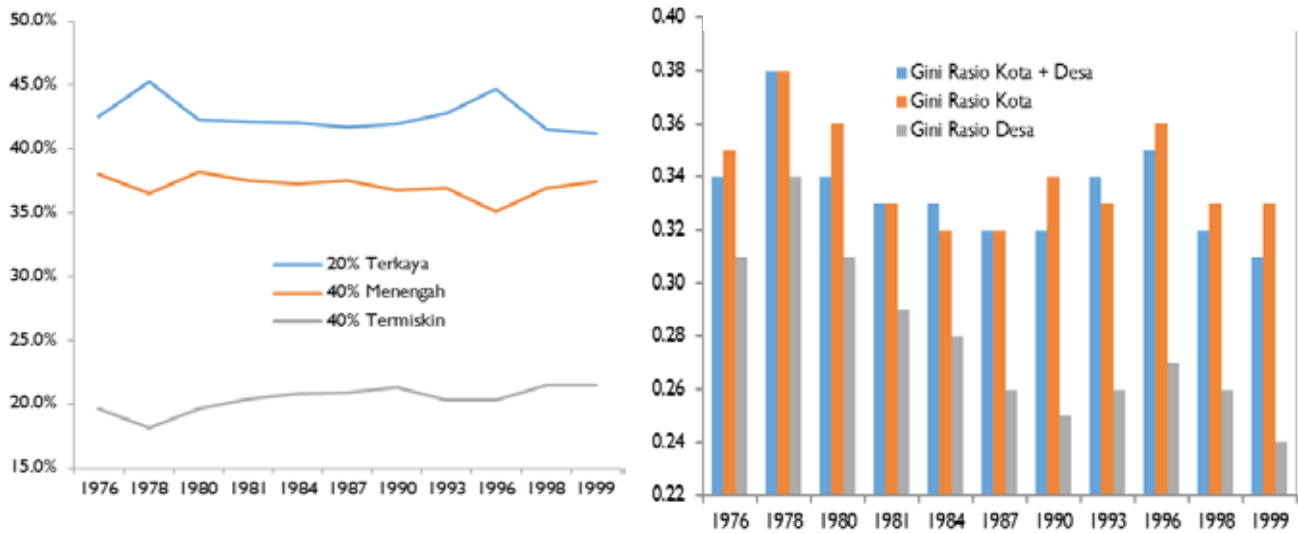 50.0%
45.0%
40.0%
35.0%
30.0%
25.0%
20.0%
15.0%
20% Terkaya
40% Menengah
40% Termiskin
1976 1978 1980 1981 1984 1987 1990 1993 1996 1998 1999
0.40
0.38
0.36
0.34
0.32
0.30
0.28
0.26
0.24
0.22
Gini Rasio Kota + Desa
Gini Rasio Kota
Gini Rasio Desa
1976 1978 1980 1981 1984 1987 1990 1993 1996 1998 1999